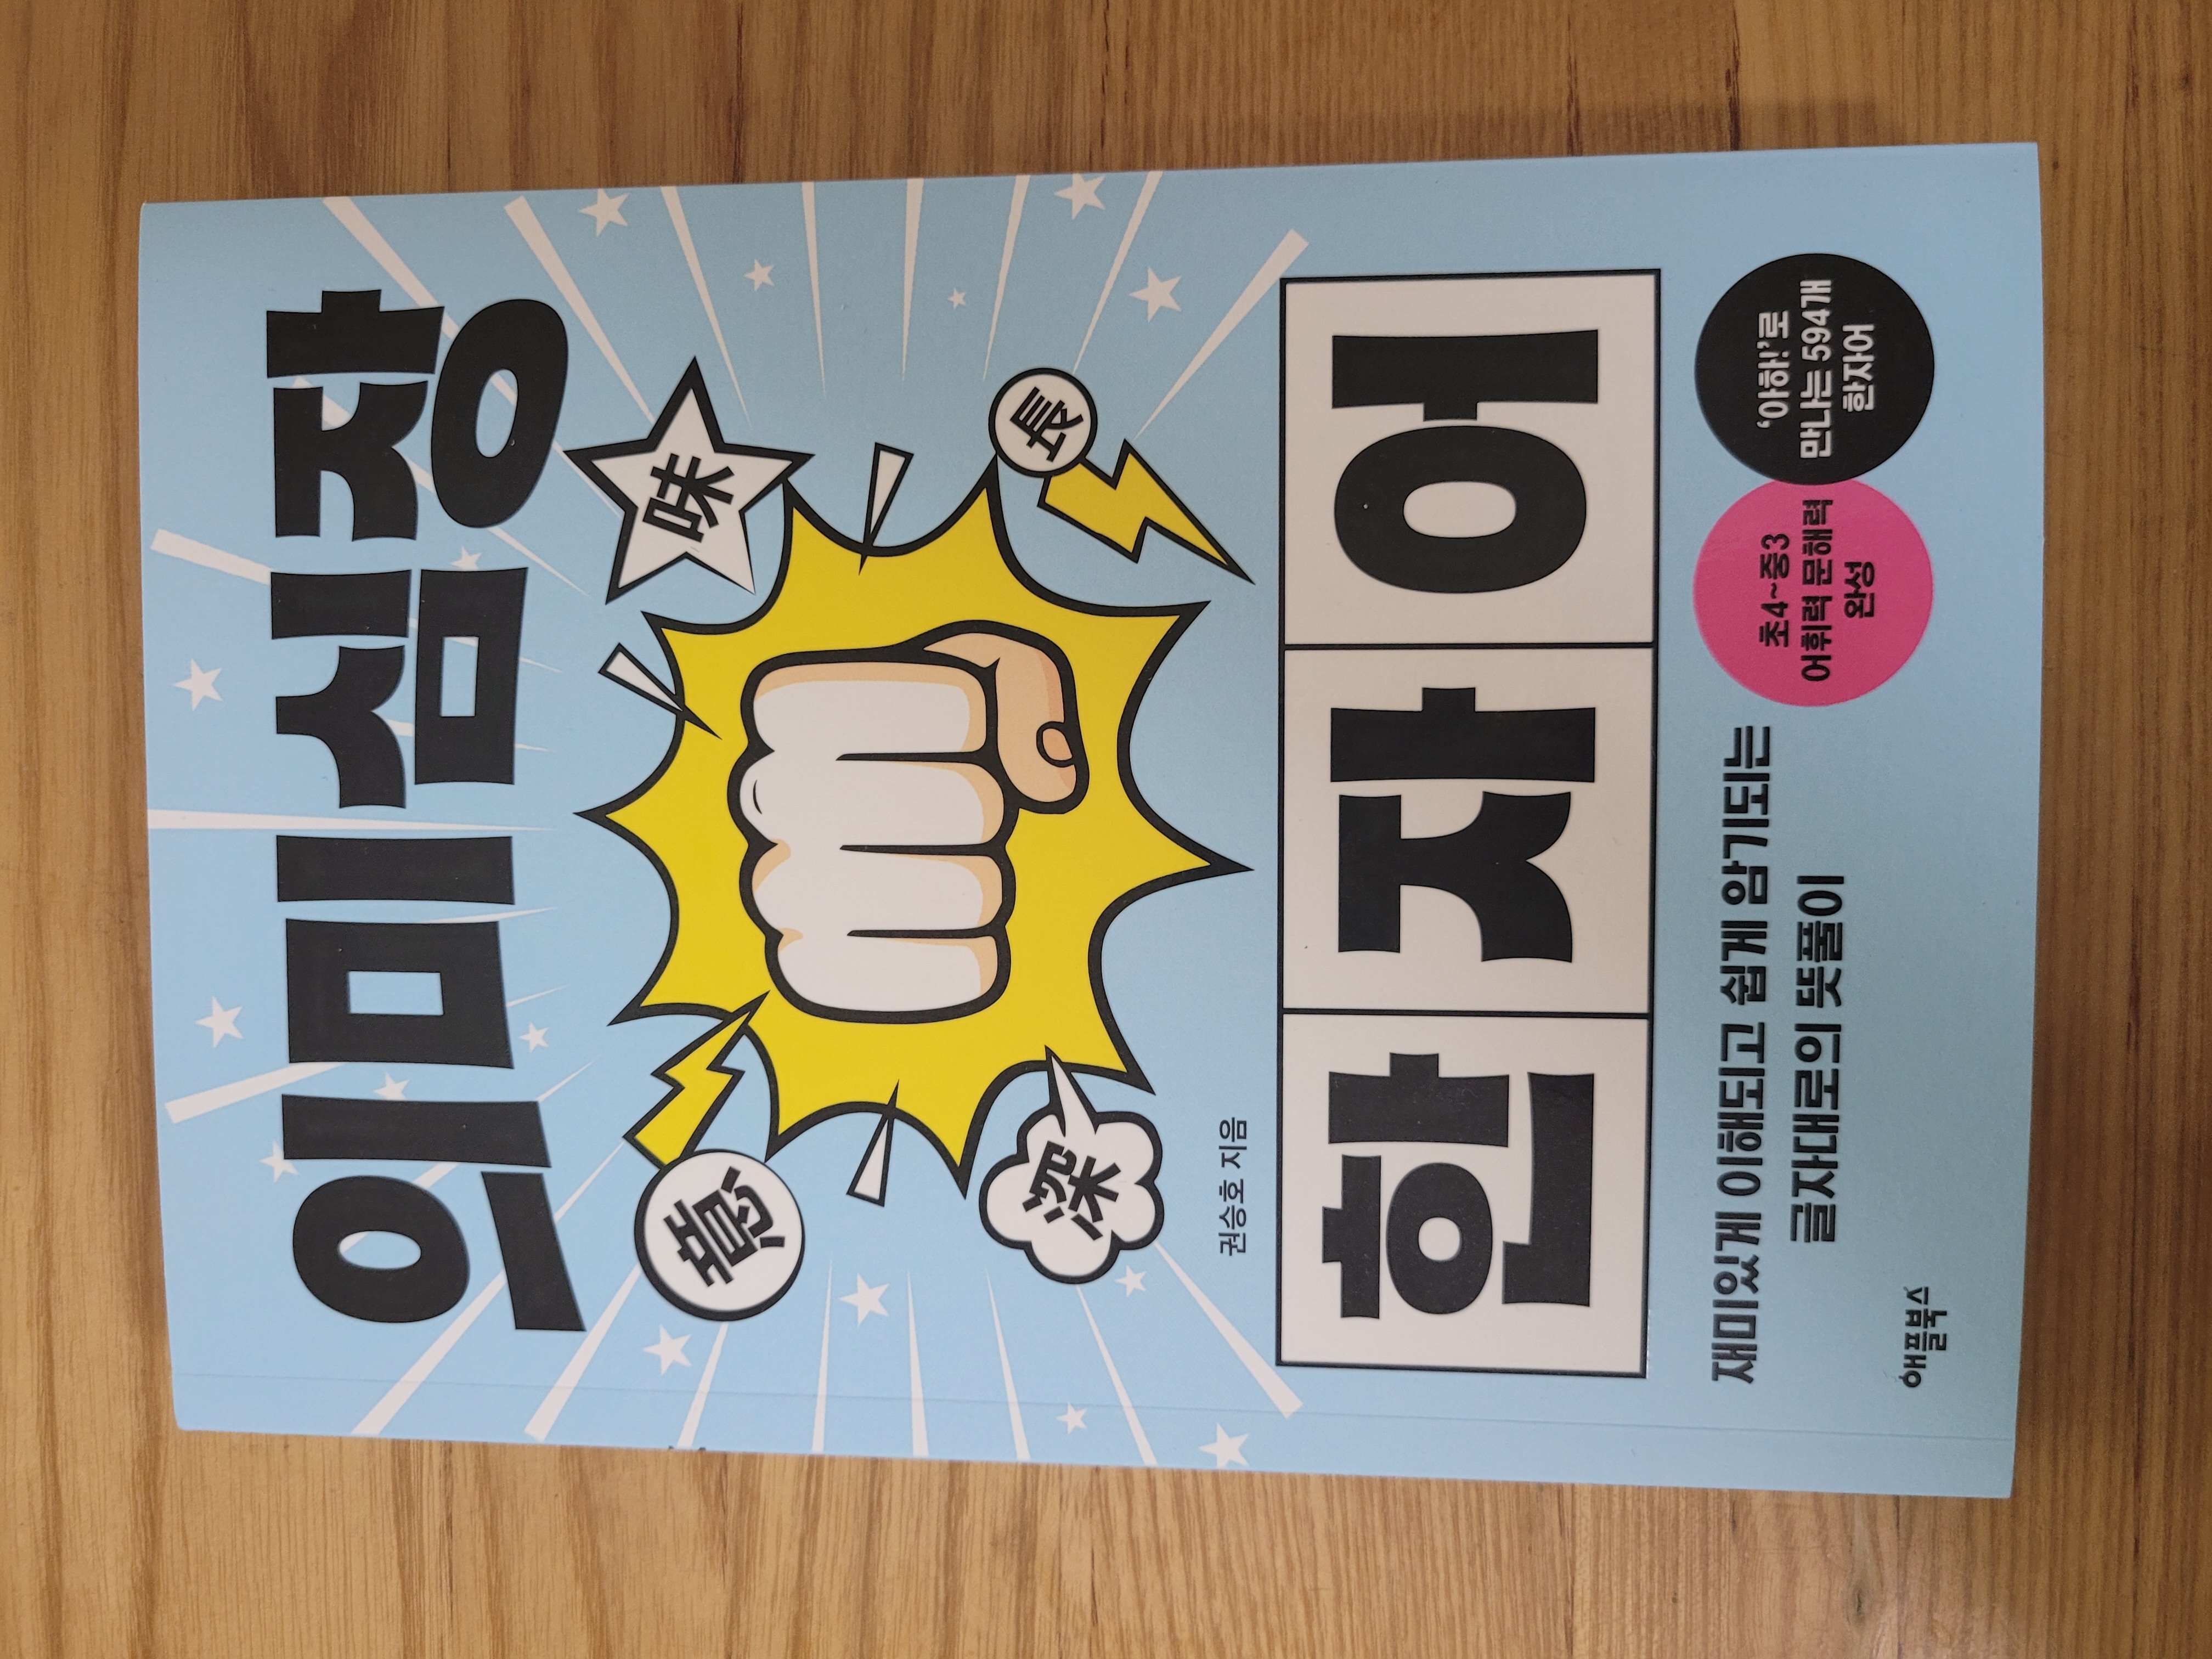 의미심장
意
味
深
長
권승호 지음
한자어
재미있게 이해되고 쉽게 암기되는
글자대로의 뜻풀이
초4~중3
어휘력 문해력
완성
‘아하!’로
만나는 594개
한자어
애플북스